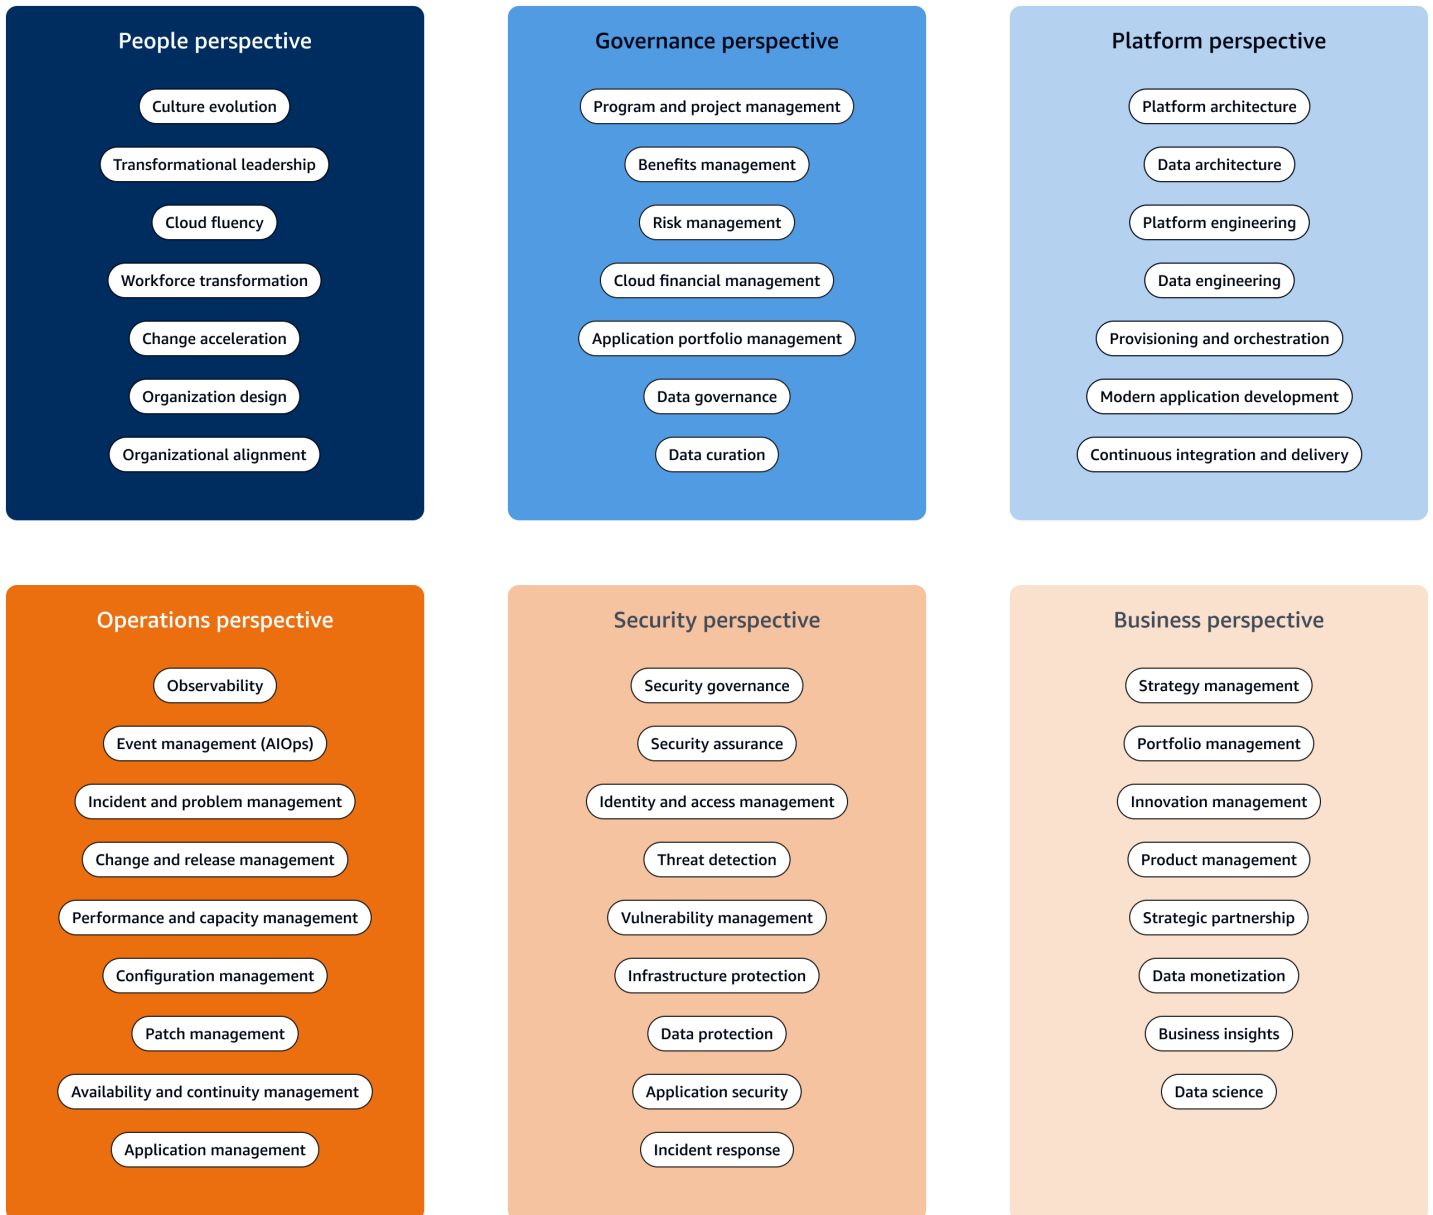 People perspective
Culture evolution
Transformational leadership
Cloud fluency
Workforce transformation
Change acceleration
Organization design
Organizational alignment
Governance perspective
Program and project management
Benefits management
Risk management
Cloud financial management
Application portfolio management
Data governance
Data curation
Platform perspective
Platform architecture
Data architecture
Platform engineering
Data engineering
Provisioning and orchestration
Modern application development
Continuous integration and delivery
Operations perspective
Observability
Event management (AIOps)
Incident and problem management
Change and release management
Performance and capacity management
Configuration management
Patch management
Availability and continuity management
Application management
Security perspective
Security governance
Security assurance
Identity and access management
Threat detection
Vulnerability management
Infrastructure protection
Data protection
Application security
Incident response
Business perspective
Strategy management
Portfolio management
Innovation management
Product management
Strategic partnership
Data monetization
Business insights
Data science